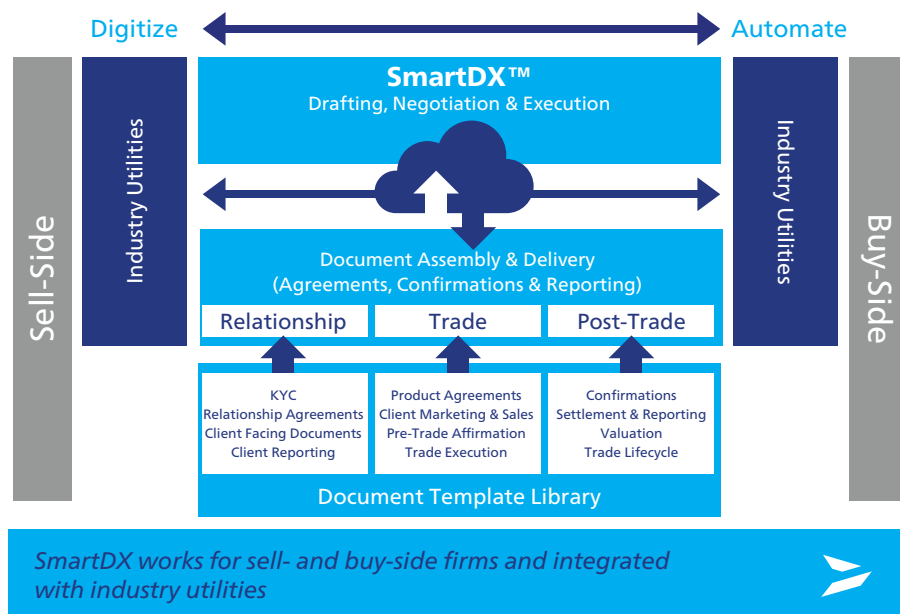 Digitize
Automate
Sell-Side
Industry Utilities
SmartDX™
Drafting, Negotiation & Execution
Industry Utilities
Buy-Side
Document Assembly & Delivery
(Agreements, Confirmations & Reporting)
Relationship
Trade
Post-Trade
KYC
Relationship Agreements
Client Facing Documents
Client Reporting
Product Agreements
Client Marketing & Sales
Pre-Trade Affirmation
Trade Execution
Confirmations
Settlement & Reporting
Valuation
Trade Lifecycle
Document Template Library
SmartDX works for sell- and buy-side firms and integrated
with industry utilities